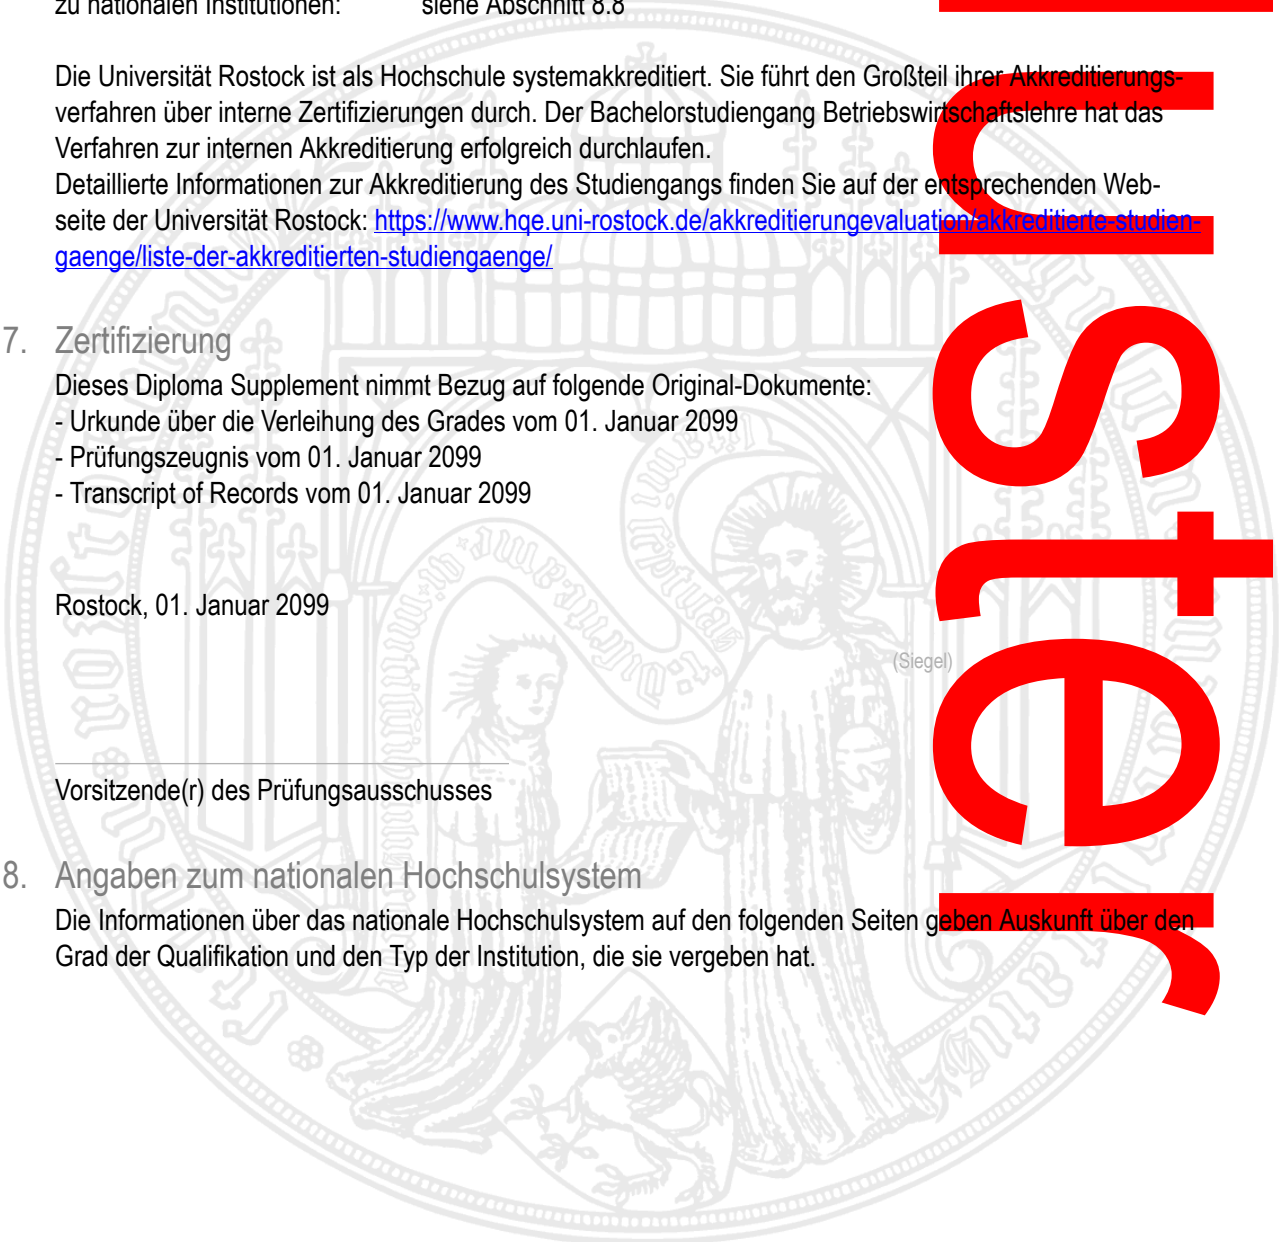 zu nationalen Institutionen: siehe Abschnitt 8.8
Die Universität Rostock ist als Hochschule systemakkreditiert. Sie führt den Großteil ihrer Akkreditierungs-
verfahren über interne Zertifizierungen durch. Der Bachelorstudiengang Betriebswirtschaftslehre hat das
Verfahren zur internen Akkreditierung erfolgreich durchlaufen.
Detaillierte Informationen zur Akkreditierung des Studiengangs finden Sie auf der entsprechenden Web-
seite der Universität Rostock: https://www.hqe.uni-rostock.de/akkreditierungevaluation/akkreditierte-studien-
gaenge/liste-der-akkreditierten-studiengaenge/
7. Zertifizierung
Dieses Diploma Supplement nimmt Bezug auf folgende Original-Dokumente:
- Urkunde über die Verleihung des Grades vom 01. Januar 2099
- Prüfungszeugnis vom 01. Januar 2099
- Transcript of Records vom 01. Januar 2099
Rostock, 01. Januar 2099
(Siegel)
Vorsitzende(r) des Prüfungsausschusses
8. Angaben zum nationalen Hochschulsystem
Die Informationen über das nationale Hochschulsystem auf den folgenden Seiten geben Auskunft über den
Grad der Qualifikation und den Typ der Institution, die sie vergeben hat.
uster